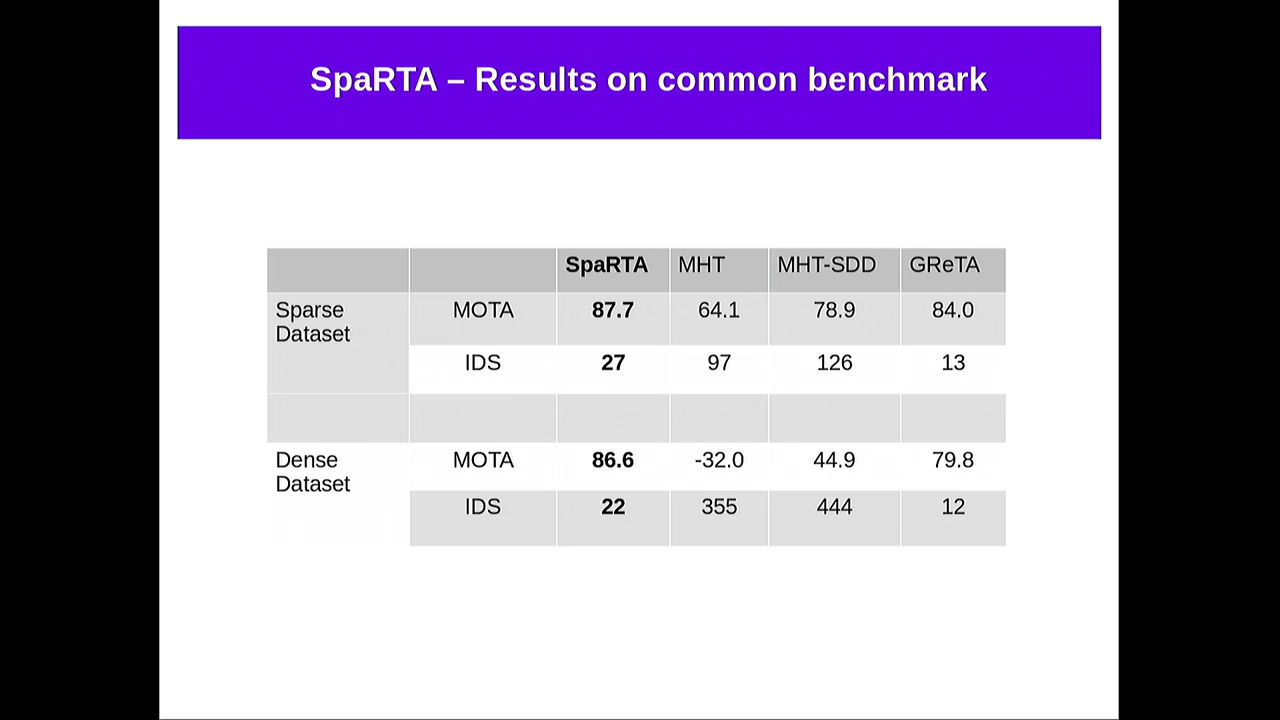 SpaRTA – Results on common benchmark
SpaRTA MHT MHT-SDD GReTA
Sparse Dataset MOTA 87.7 64.1 78.9 84.0
IDS 27 97 126 13
Dense Dataset MOTA 86.6 -32.0 44.9 79.8
IDS 22 355 444 12